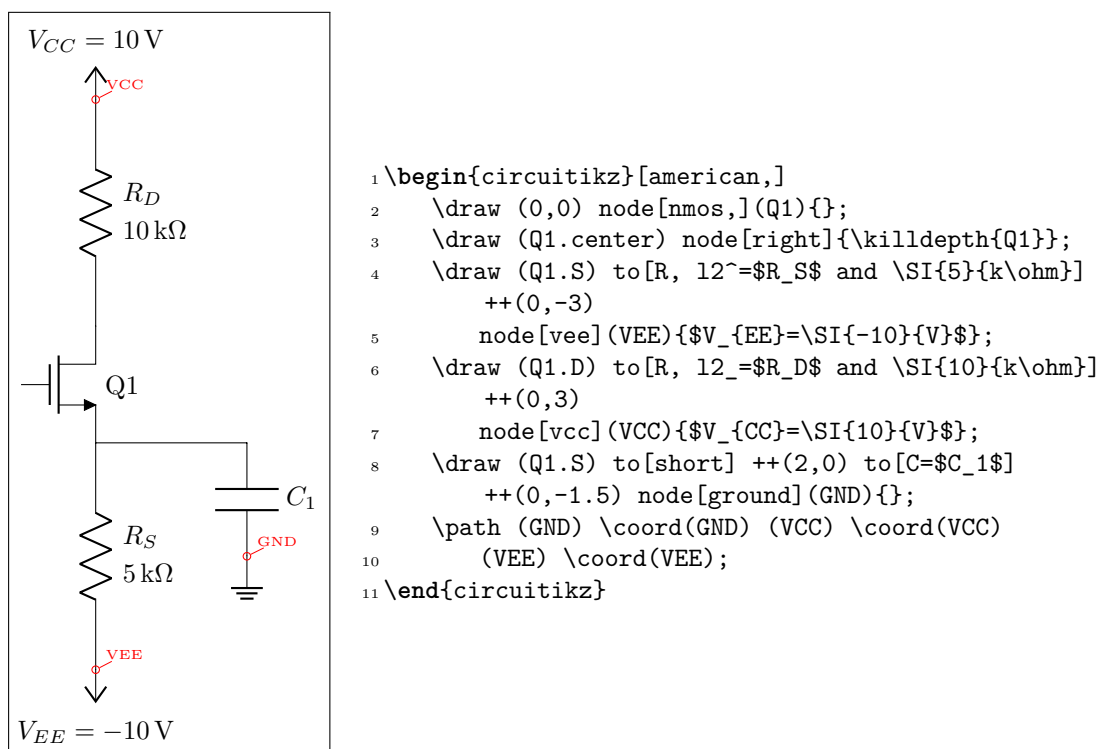 V_{CC} = 10 V
VCC
R_D
10 kΩ
Q1
C_1
R_S
5 kΩ
GND
VEE
V_{EE} = −10 V
1 \begin{circuitikz}[american,]
2 \draw (0,0) node[nmos,](Q1){};
3 \draw (Q1.center) node[right]{\killdepth{Q1}};
4 \draw (Q1.S) to[R, l2^=$R_S$ and \SI{5}{k\ohm}]
++(0,-3)
5 node[vee](VEE){$V_{EE}=\SI{-10}{V}$};
6 \draw (Q1.D) to[R, l2_=$R_D$ and \SI{10}{k\ohm}]
++(0,3)
7 node[vcc](VCC){$V_{CC}=\SI{10}{V}$};
8 \draw (Q1.S) to[short] ++(2,0) to[C=$C_1$]
++(0,-1.5) node[ground](GND){};
9 \path (GND) \coord(GND) (VCC) \coord(VCC)
10 (VEE) \coord(VEE);
11 \end{circuitikz}